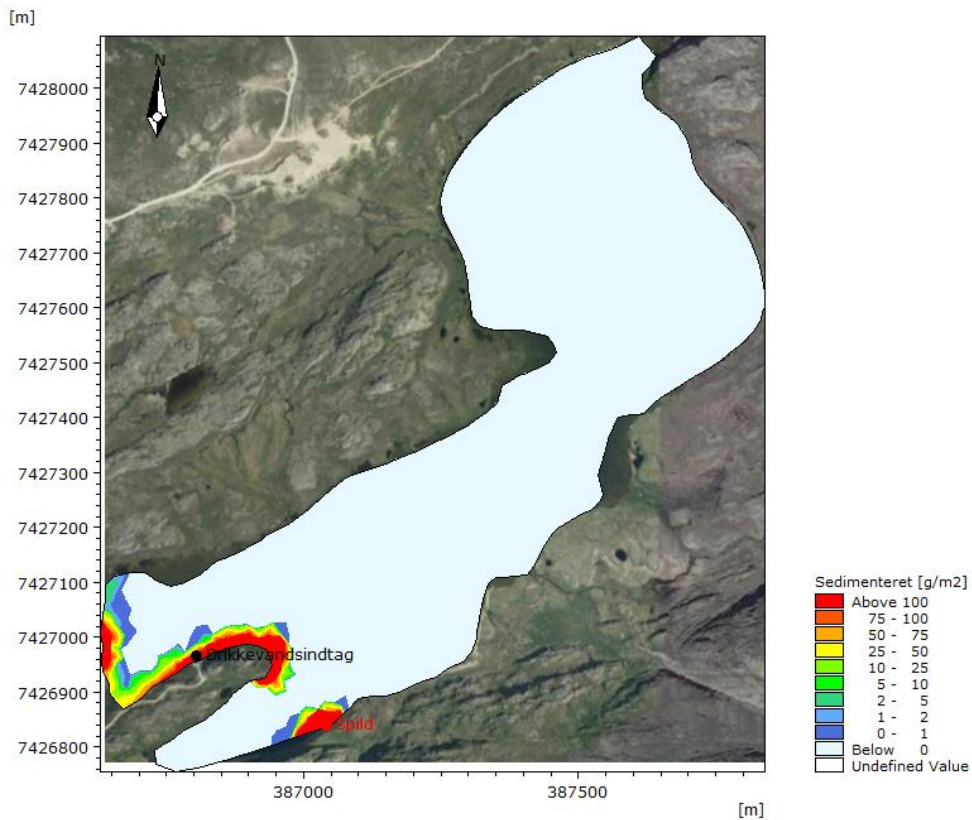 [m]
N
7428000
7427900
7427800
7427700
7427600
7427500
7427400
7427300
7427200
7427100
7427000
7426900
7426800
Drikkevandsindtag
Spild
387000
387500
[m]
Sedimenteret [g/m2]
Above 100
75 - 100
50 - 75
25 - 50
10 - 25
5 - 10
2 - 5
1 - 2
0 - 1
Below 0
Undefined Value